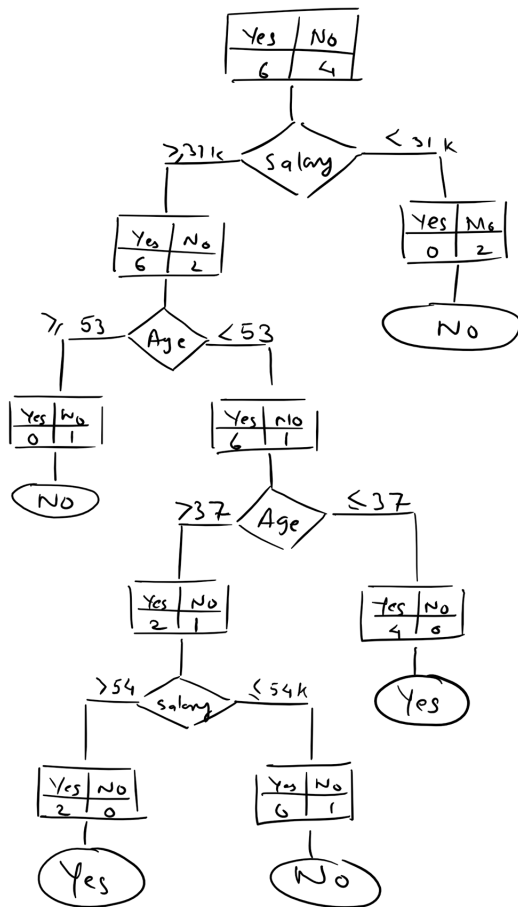 Yes No
6 4
Salary
≥31k
<31k
Yes No
6 2
Yes No
0 2
No
Age
≥ 53
<53
Yes No
0 1
No
Yes No
6 1
Age
>37
≤37
Yes No
2 1
Yes No
4 0
Yes
Salary
>54
≤54K
Yes No
2 0
Yes
Yes No
0 1
No